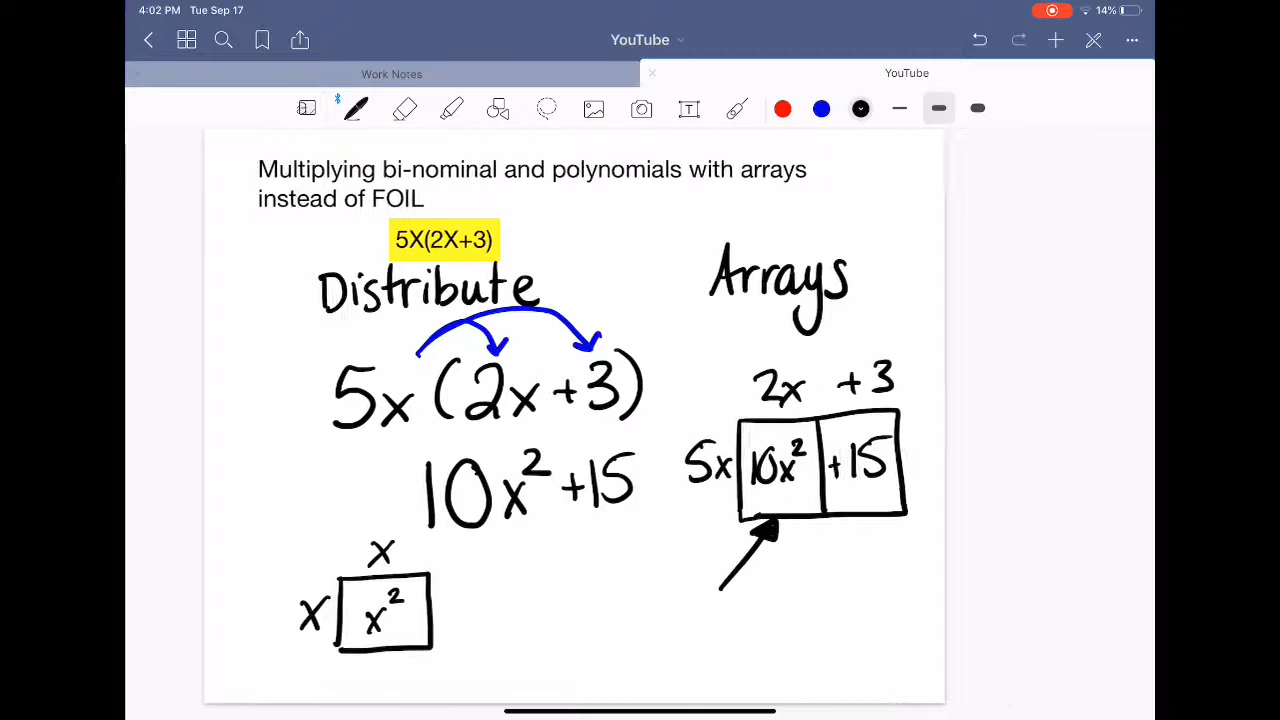 4:02 PM Tue Sep 17
14%
YouTube
Work Notes
YouTube
T
Multiplying bi-nominal and polynomials with arrays
instead of FOIL
5X(2X+3)
Distribute
5x (2x +3)
10x² +15
x
x x²
Arrays
2x +3
5x 10x² +15